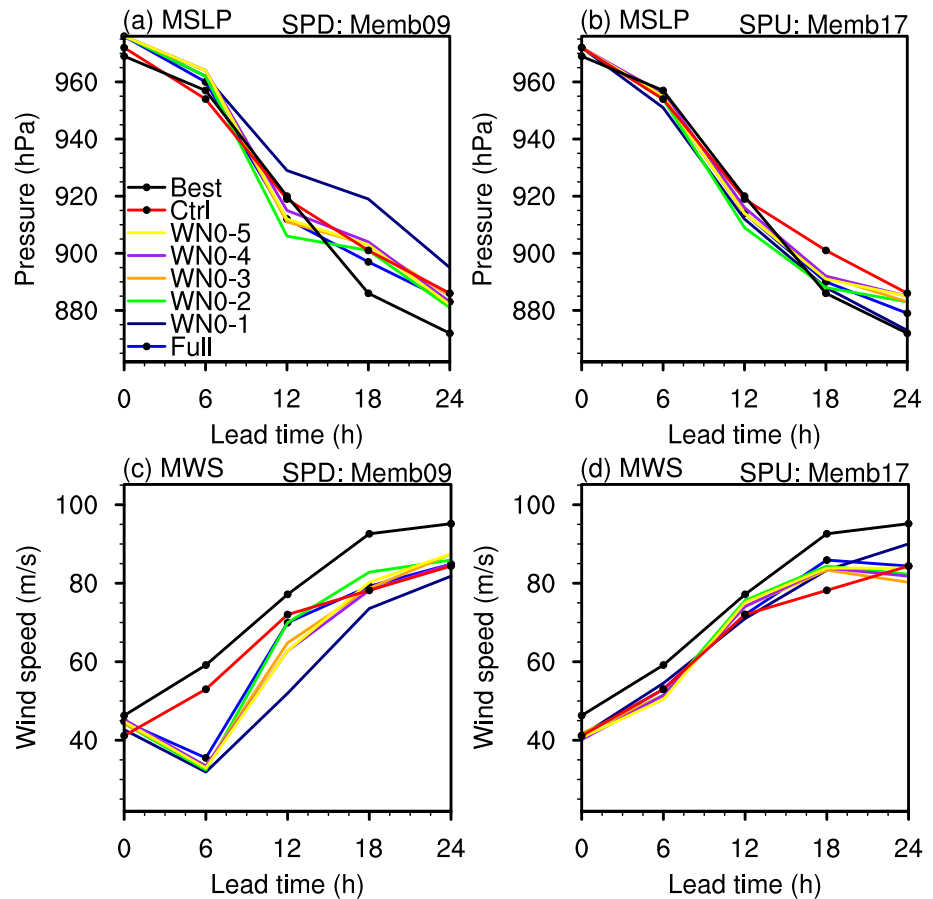 (a) MSLP SPD: Memb09
Pressure (hPa)
960
940
920
900
880
Best
Ctrl
WN0-5
WN0-4
WN0-3
WN0-2
WN0-1
Full
0 6 12 18 24
Lead time (h)
(b) MSLP SPU: Memb17
Pressure (hPa)
960
940
920
900
880
0 6 12 18 24
Lead time (h)
(c) MWS SPD: Memb09
Wind speed (m/s)
100
80
60
40
0 6 12 18 24
Lead time (h)
(d) MWS SPU: Memb17
Wind speed (m/s)
100
80
60
40
0 6 12 18 24
Lead time (h)